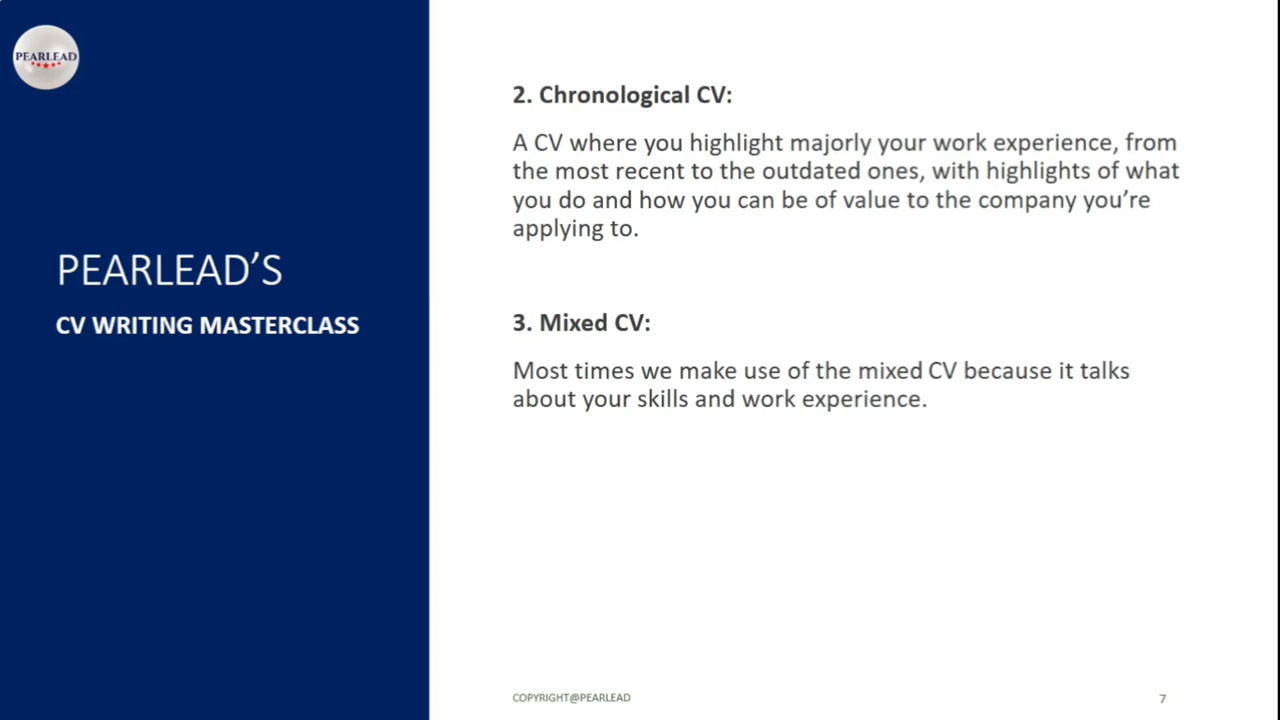 PEARLEAD
PEARLEAD’S
CV WRITING MASTERCLASS
2. Chronological CV:
A CV where you highlight majorly your work experience, from
the most recent to the outdated ones, with highlights of what
you do and how you can be of value to the company you’re
applying to.
3. Mixed CV:
Most times we make use of the mixed CV because it talks
about your skills and work experience.
COPYRIGHT@PEARLEAD
7